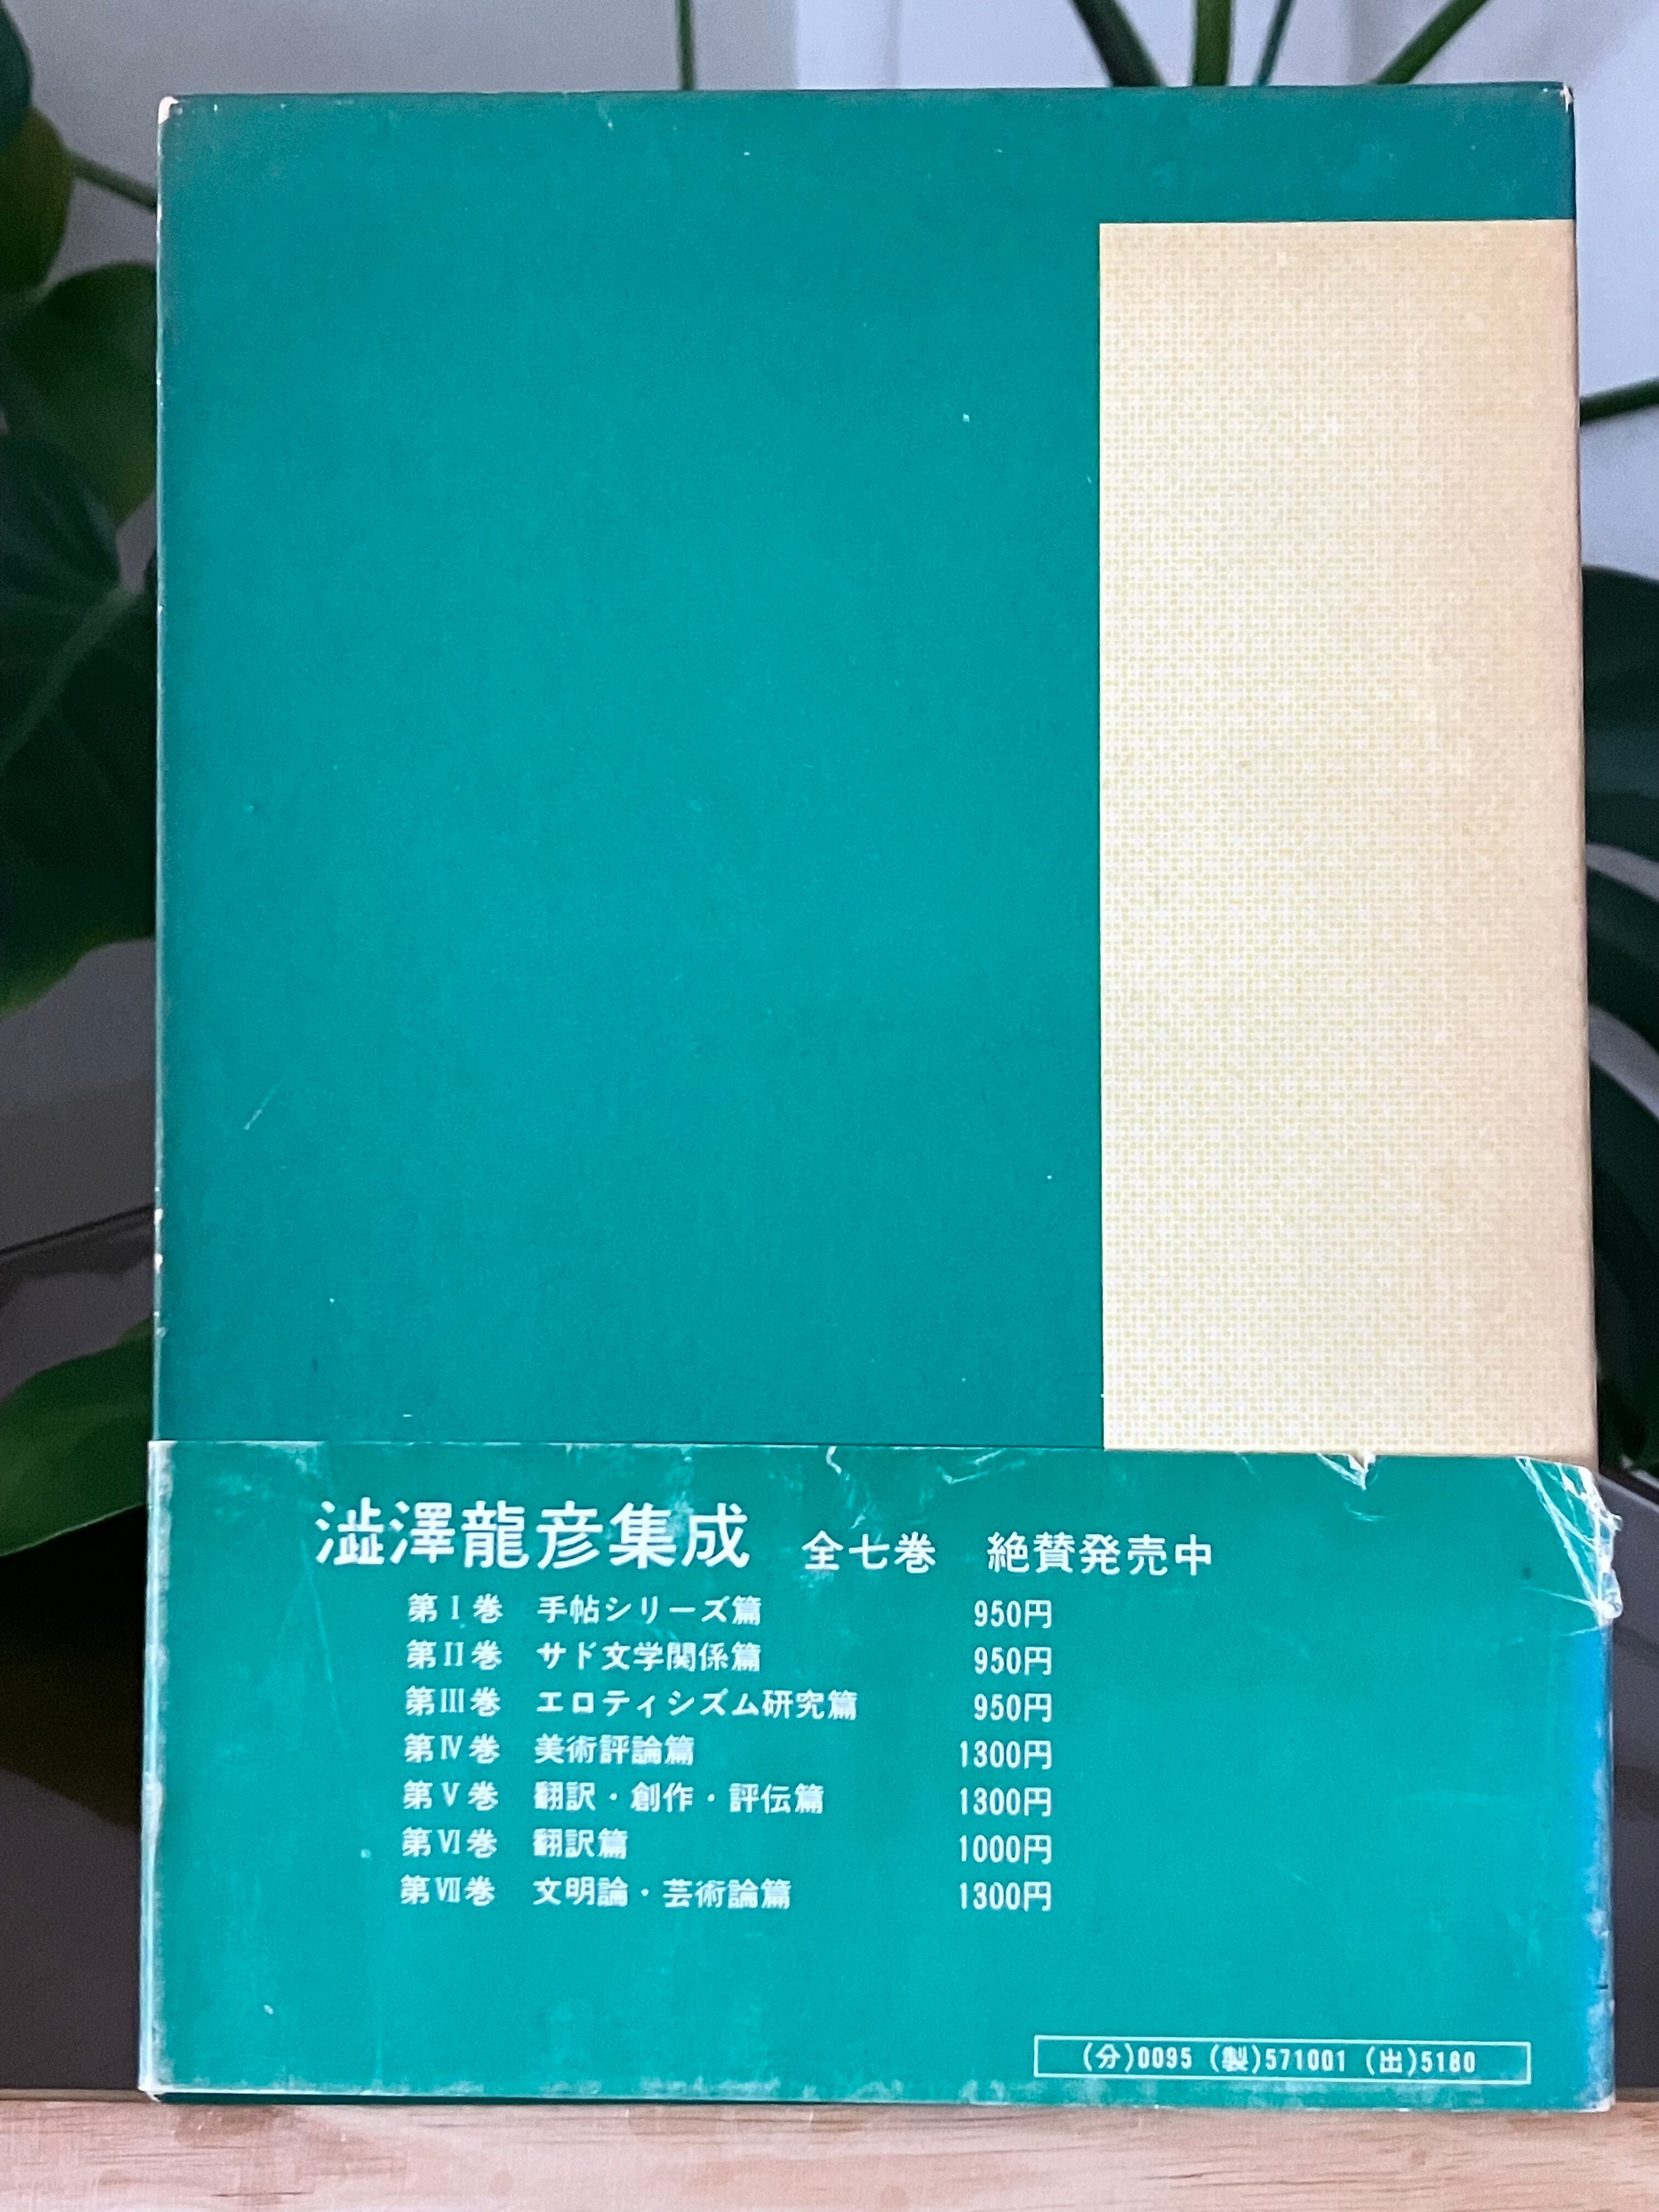 澁澤龍彦集成 全七巻 絶賛発売中
第Ⅰ巻 手帖シリーズ篇 950円
第Ⅱ巻 サド文学関係篇 950円
第Ⅲ巻 エロティシズム研究篇 950円
第Ⅳ巻 美術評論篇 1300円
第Ⅴ巻 翻訳・創作・評伝篇 1300円
第Ⅵ巻 翻訳篇 1000円
第Ⅶ巻 文明論・芸術論篇 1300円
(分)0095 (製)571001 (出)5180